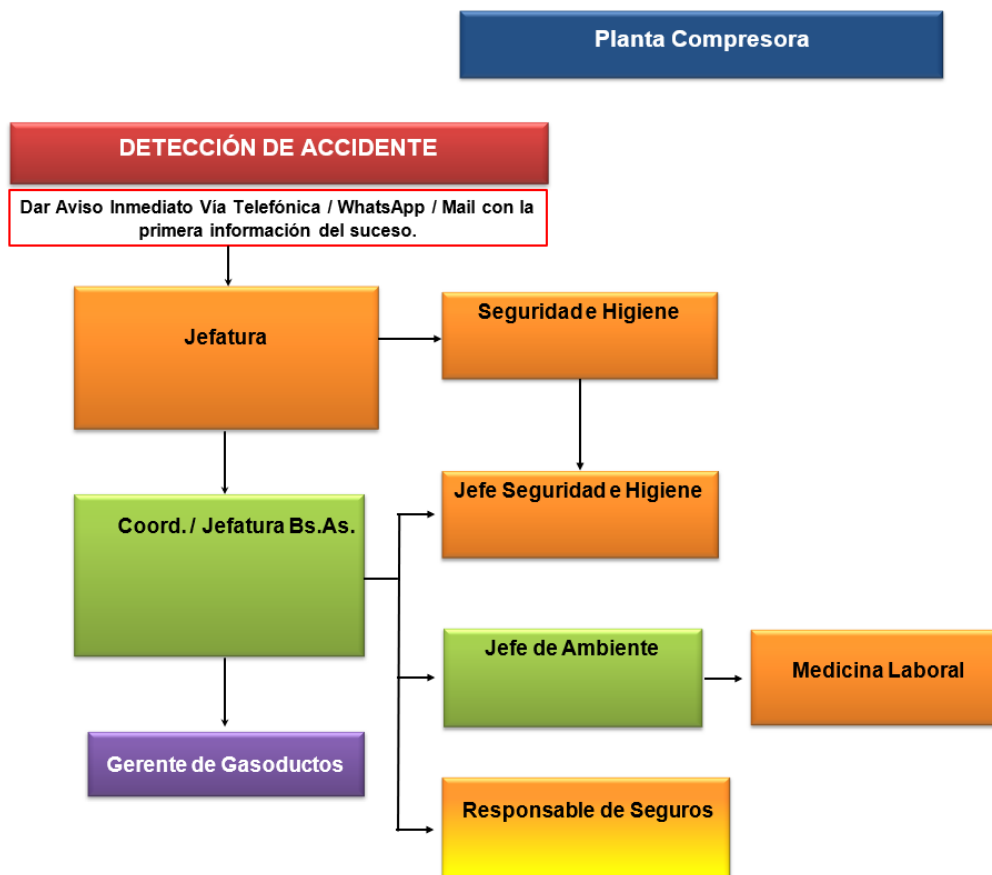 Planta Compresora
DETECCIÓN DE ACCIDENTE
Dar Aviso Inmediato Vía Telefónica / WhatsApp / Mail con la
primera información del suceso.
Jefatura
Seguridad e Higiene
Coord. / Jefatura Bs.As.
Jefe Seguridad e Higiene
Jefe de Ambiente
Medicina Laboral
Gerente de Gasoductos
Responsable de Seguros